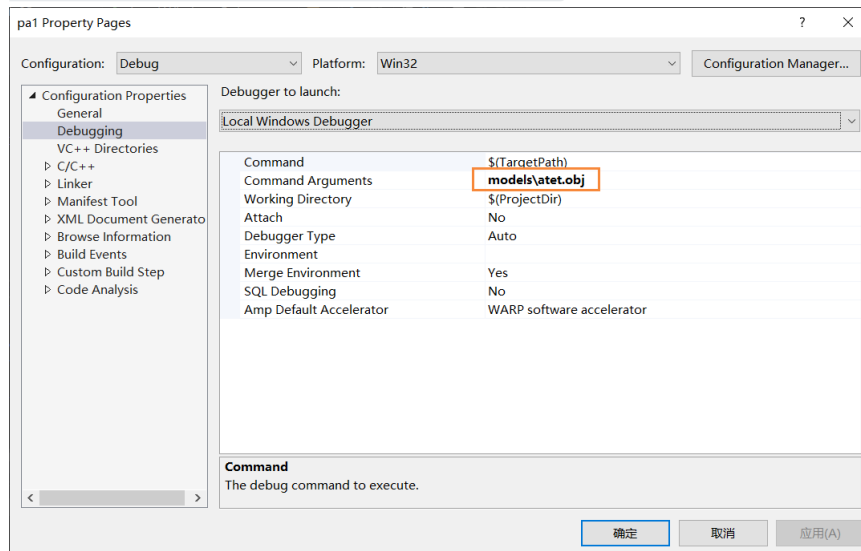 pa1 Property Pages
? ×
Configuration: Debug Platform: Win32 Configuration Manager...
Configuration Properties
General
Debugging
VC++ Directories
C/C++
Linker
Manifest Tool
XML Document Generato
Browse Information
Build Events
Custom Build Step
Code Analysis
Debugger to launch:
Local Windows Debugger
Command $(TargetPath)
Command Arguments models\atet.obj
Working Directory $(ProjectDir)
Attach No
Debugger Type Auto
Environment
Merge Environment Yes
SQL Debugging No
Amp Default Accelerator WARP software accelerator
Command
The debug command to execute.
确定 取消 应用(A)